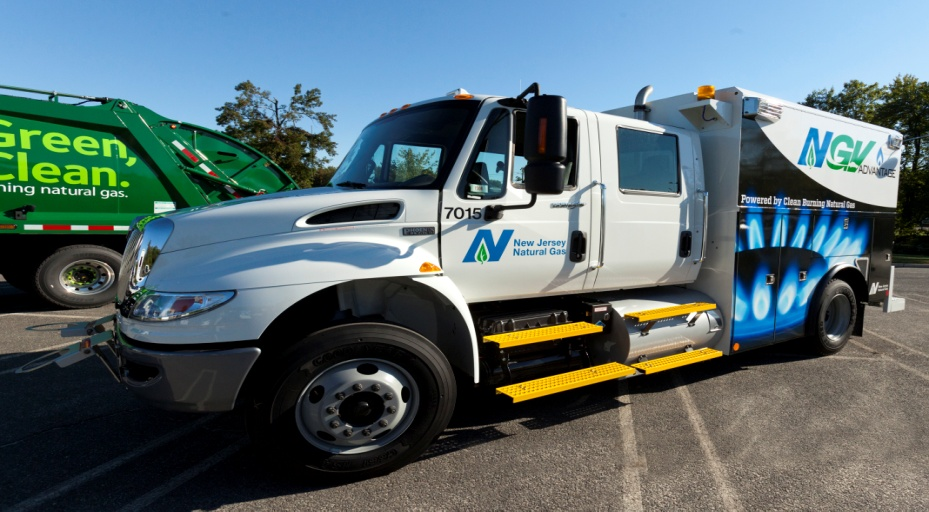 Green,
Clean.
ning natural gas.
7015
New Jersey
Natural Gas
NGV
ADVANTAGE
Powered by Clean Burning Natural Gas